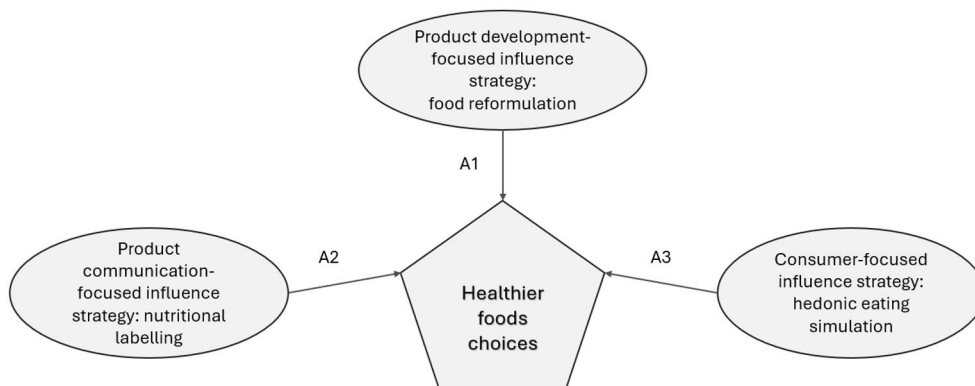 Product development-
focused influence
strategy:
food reformulation
A1
Product
communication-
focused influence
strategy: nutritional
labelling
A2
A3
Consumer-focused
influence strategy:
hedonic eating
simulation
Healthier
foods
choices